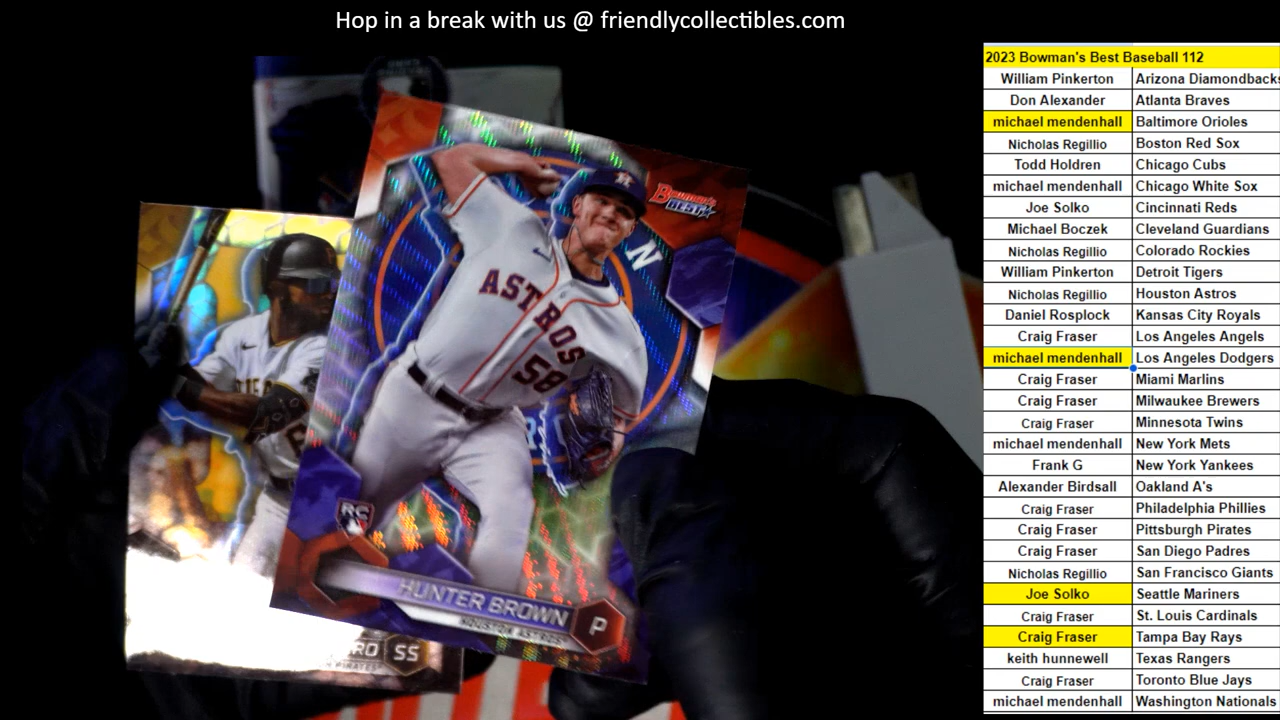 Hop in a break with us @ friendlycollectibles.com
2023 Bowman's Best Baseball 112
William Pinkerton Arizona Diamondbacks
Don Alexander Atlanta Braves
michael mendenhall Baltimore Orioles
Nicholas Regillio Boston Red Sox
Todd Holdren Chicago Cubs
michael mendenhall Chicago White Sox
Joe Solko Cincinnati Reds
Michael Boczek Cleveland Guardians
Nicholas Regillio Colorado Rockies
William Pinkerton Detroit Tigers
Nicholas Regillio Houston Astros
Daniel Rosplock Kansas City Royals
Craig Fraser Los Angeles Angels
michael mendenhall Los Angeles Dodgers
Craig Fraser Miami Marlins
Craig Fraser Milwaukee Brewers
Craig Fraser Minnesota Twins
michael mendenhall New York Mets
Frank G New York Yankees
Alexander Birdsall Oakland A's
Craig Fraser Philadelphia Phillies
Craig Fraser Pittsburgh Pirates
Craig Fraser San Diego Padres
Nicholas Regillio San Francisco Giants
Joe Solko Seattle Mariners
Craig Fraser St. Louis Cardinals
Craig Fraser Tampa Bay Rays
keith hunnewell Texas Rangers
Craig Fraser Toronto Blue Jays
michael mendenhall Washington Nationals
Bowman's
BEST
N
H
ASTROS
58
RC
HUNTER BROWN
HOUSTON ASTROS
P
SS